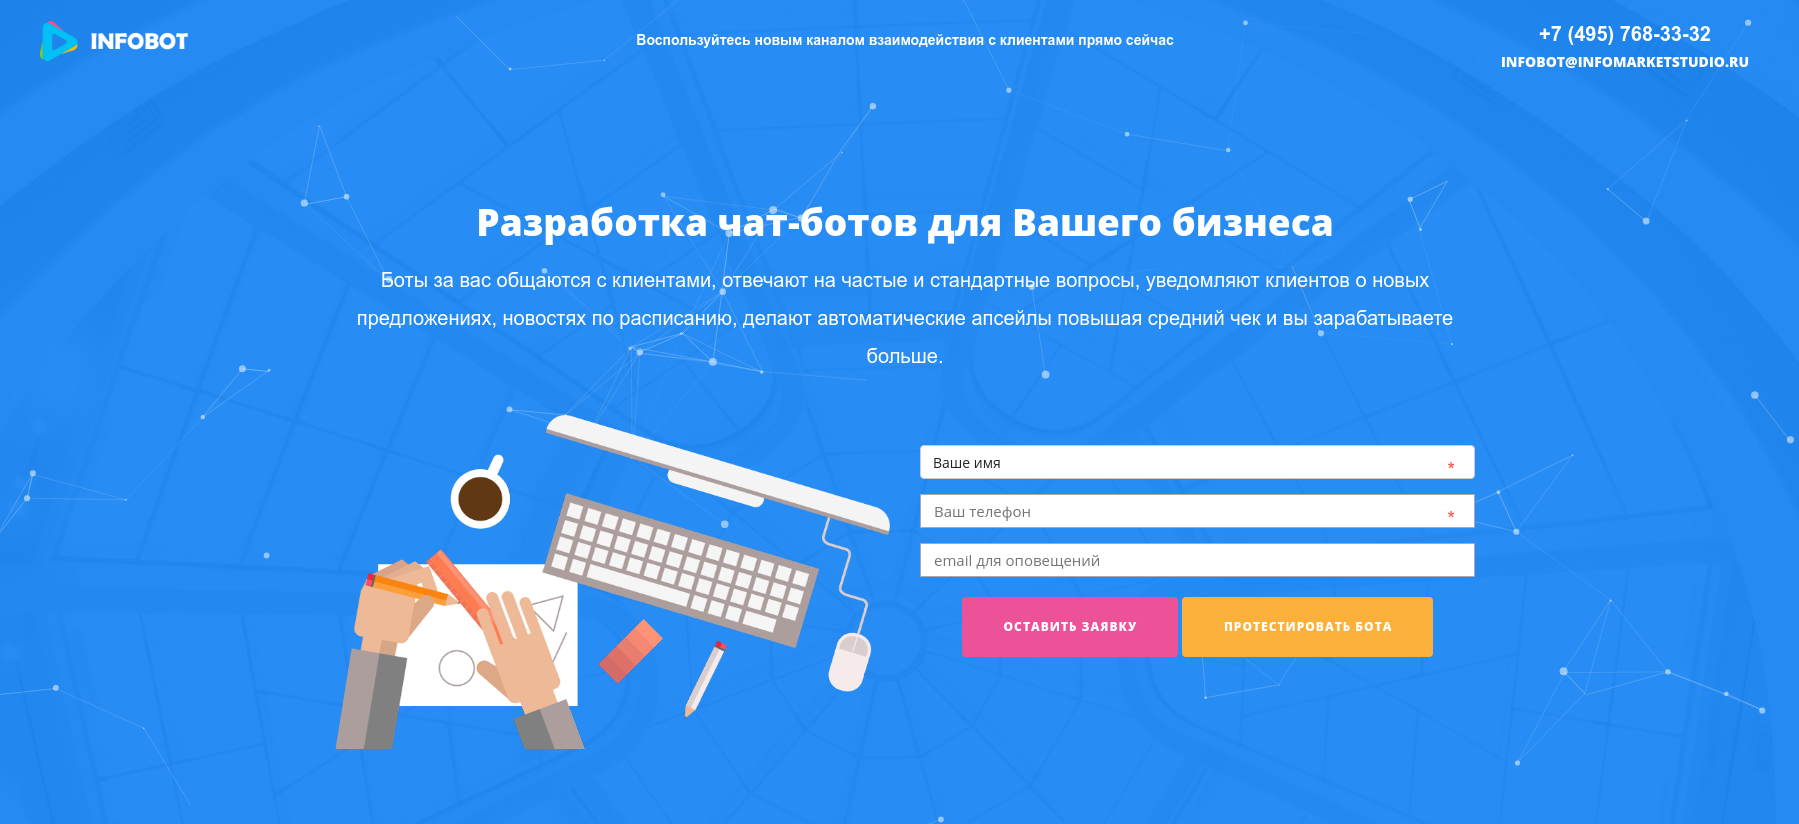 INFOBOT
Воспользуйтесь новым каналом взаимодействия с клиентами прямо сейчас
+7 (495) 768-33-32
INFOBOT@INFOMARKETSTUDIO.RU
Разработка чат-ботов для Вашего бизнеса
Боты за вас общаются с клиентами, отвечают на частые и стандартные вопросы, уведомляют клиентов о новых
предложениях, новостях по расписанию, делают автоматические апсейлы повышая средний чек и вы зарабатываете
больше.
Ваше имя *
Ваш телефон *
email для оповещений
ОСТАВИТЬ ЗАЯВКУ ПРОТЕСТИРОВАТЬ БОТА